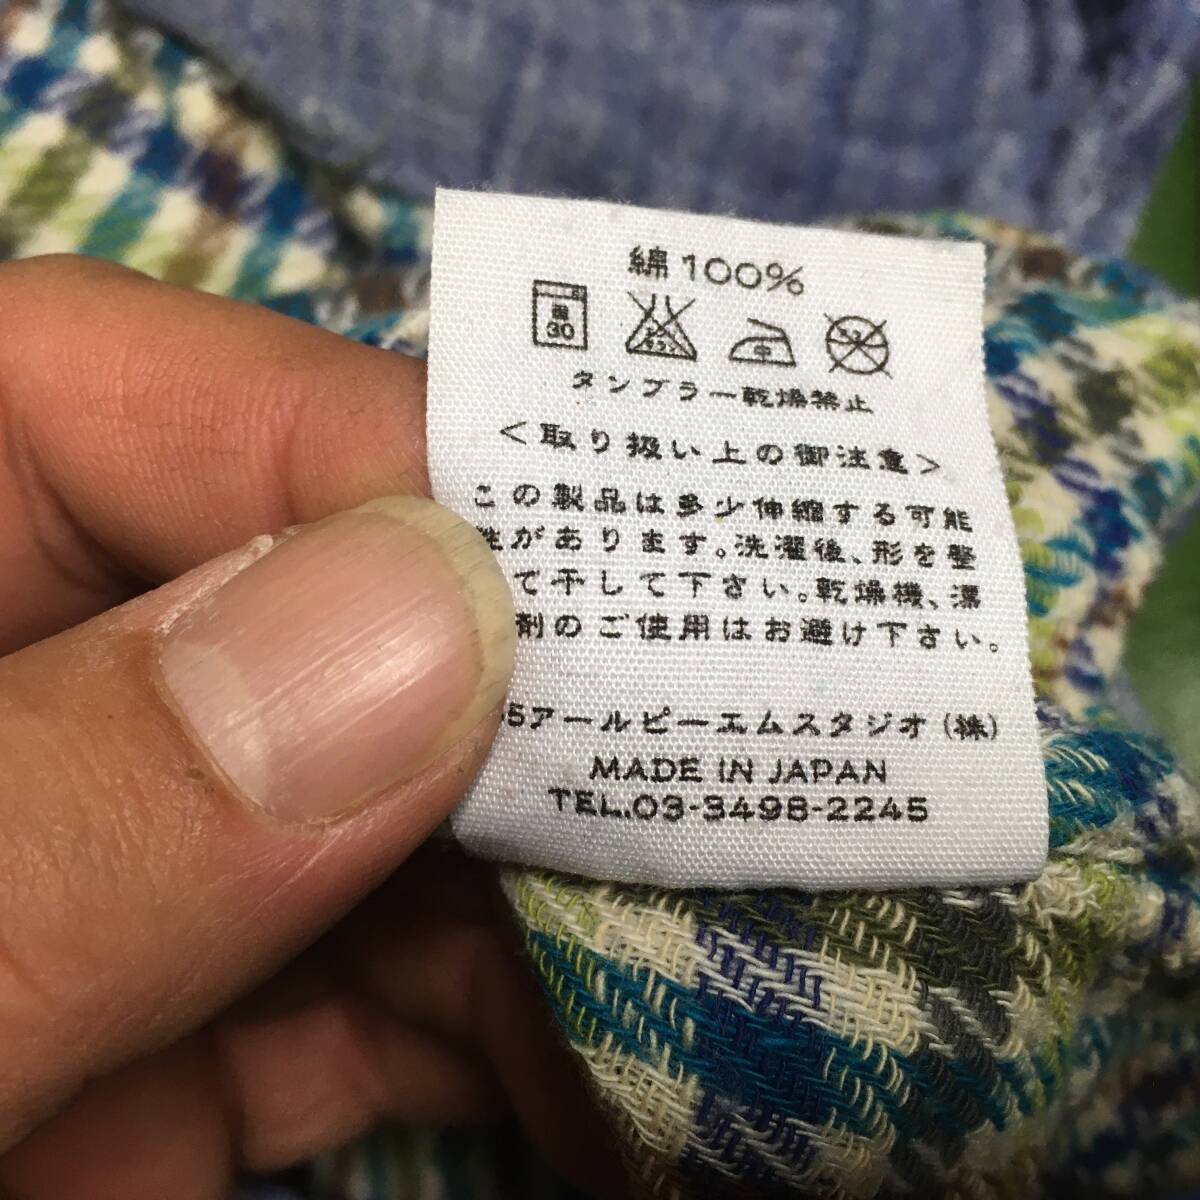 綿100%
30 中
タンブラー乾燥禁止
<取り扱い上の御注意>
この製品は多少伸縮する可能
性があります。洗濯後、形を整
て干して下さい。乾燥機、漂
剤のご使用はお避け下さい。
5アールピーエムスタジオ(株)
MADE IN JAPAN
TEL.03-3498-2245